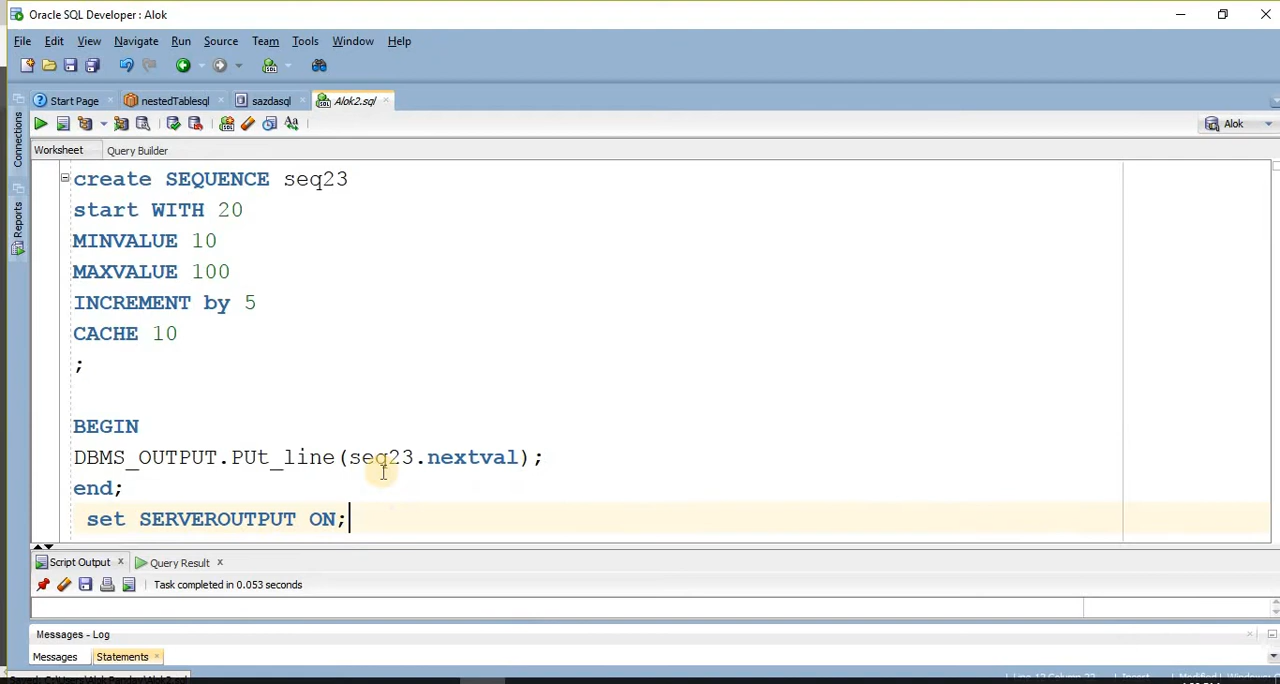 Oracle SQL Developer : Alok
File Edit View Navigate Run Source Team Tools Window Help
Start Page nestedTablesql sazdasql Alok2.sql
Alok
Worksheet Query Builder
Connections
Reports
create SEQUENCE seq23
start WITH 20
MINVALUE 10
MAXVALUE 100
INCREMENT by 5
CACHE 10
;
BEGIN
DBMS_OUTPUT.PUt_line(seq23.nextval);
end;
set SERVEROUTPUT ON;
Script Output Query Result
Task completed in 0.053 seconds
Messages - Log
Messages Statements